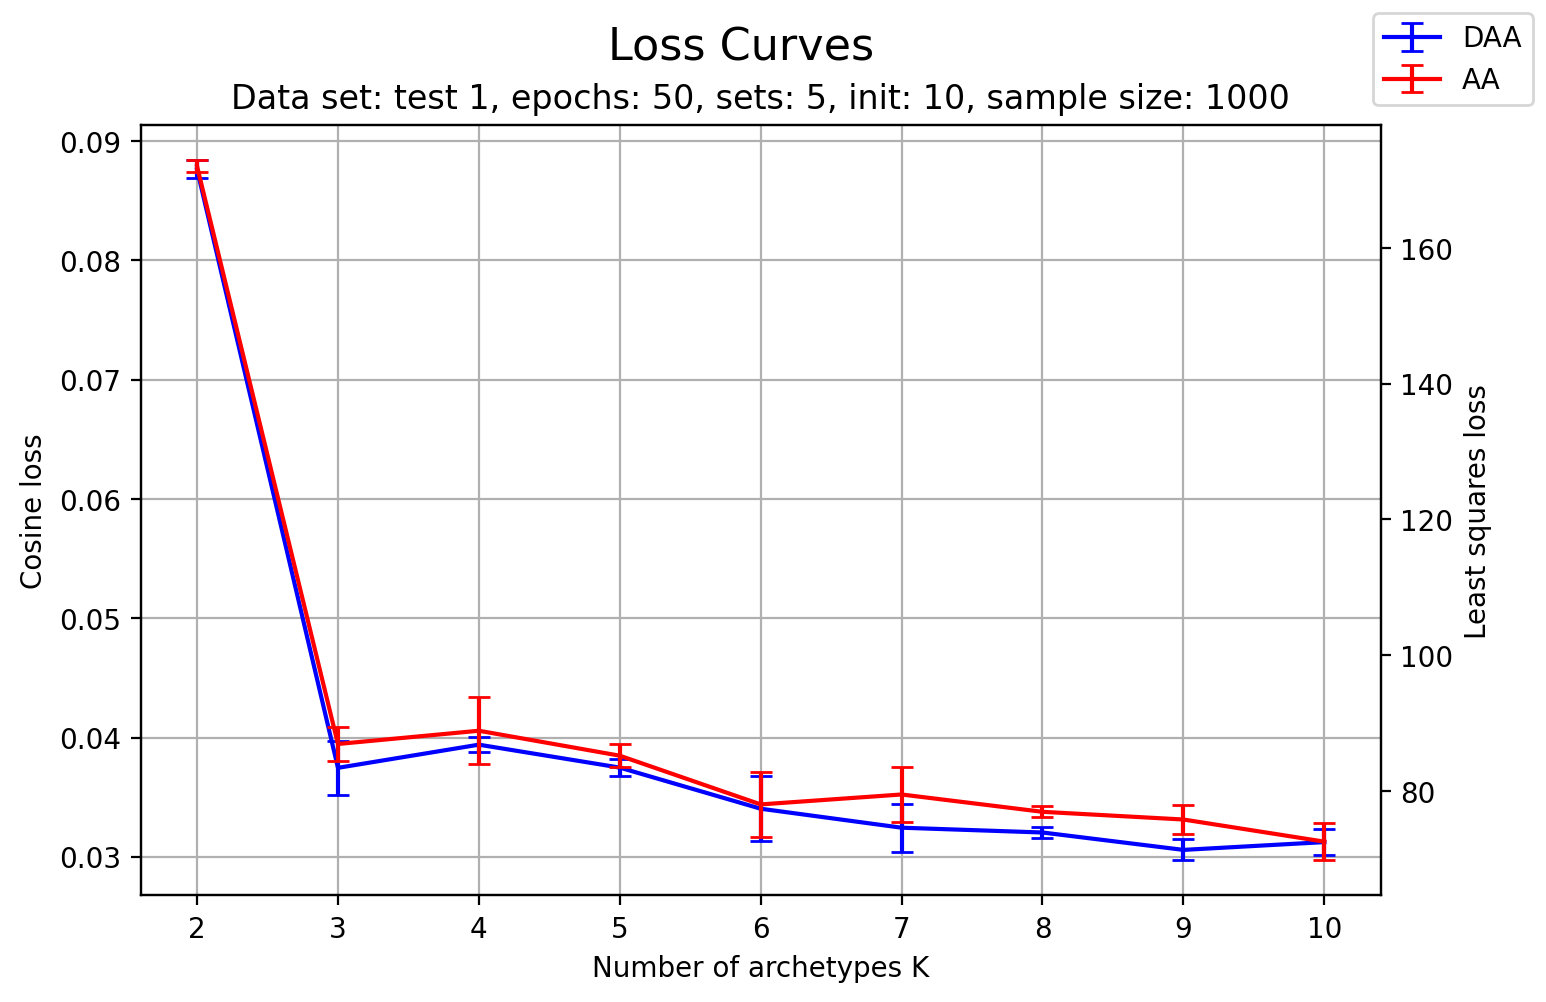 Loss Curves
Data set: test 1, epochs: 50, sets: 5, init: 10, sample size: 1000
DAA
AA
0.09
0.08
0.07
0.06
0.05
0.04
0.03
Cosine loss
160
140
120
100
80
Least squares loss
2 3 4 5 6 7 8 9 10
Number of archetypes K